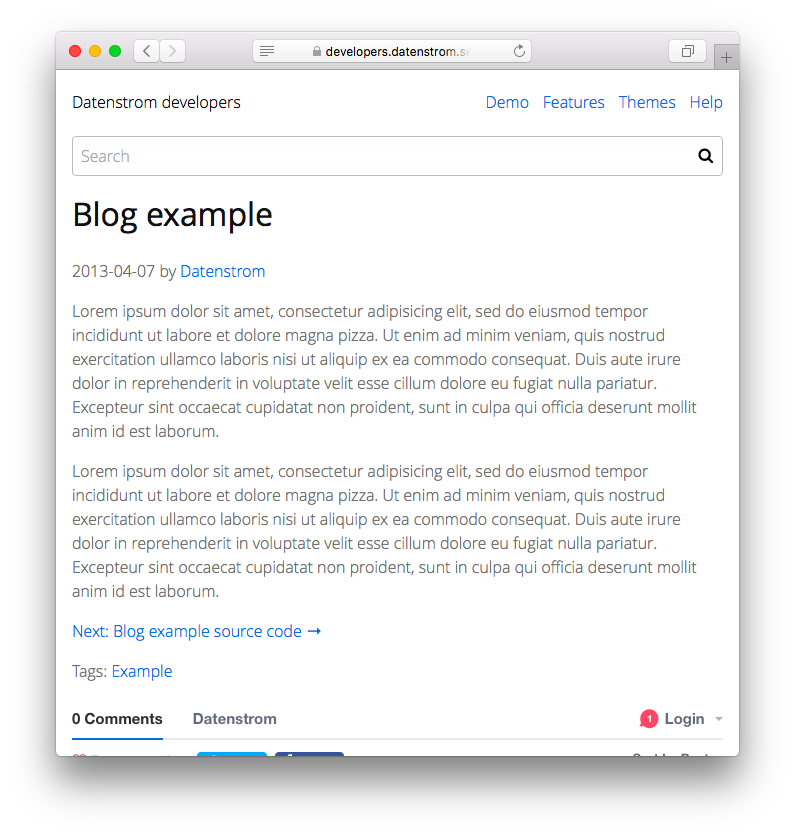 developers.datenstrom.s
Datenstrom developers
Demo Features Themes Help
Search
Blog example
2013-04-07 by Datenstrom
Lorem ipsum dolor sit amet, consectetur adipisicing elit, sed do eiusmod tempor
incididunt ut labore et dolore magna pizza. Ut enim ad minim veniam, quis nostrud
exercitation ullamco laboris nisi ut aliquip ex ea commodo consequat. Duis aute irure
dolor in reprehenderit in voluptate velit esse cillum dolore eu fugiat nulla pariatur.
Excepteur sint occaecat cupidatat non proident, sunt in culpa qui officia deserunt mollit
anim id est laborum.
Lorem ipsum dolor sit amet, consectetur adipisicing elit, sed do eiusmod tempor
incididunt ut labore et dolore magna pizza. Ut enim ad minim veniam, quis nostrud
exercitation ullamco laboris nisi ut aliquip ex ea commodo consequat. Duis aute irure
dolor in reprehenderit in voluptate velit esse cillum dolore eu fugiat nulla pariatur.
Excepteur sint occaecat cupidatat non proident, sunt in culpa qui officia deserunt mollit
anim id est laborum.
Next: Blog example source code →
Tags: Example
0 Comments Datenstrom 1 Login